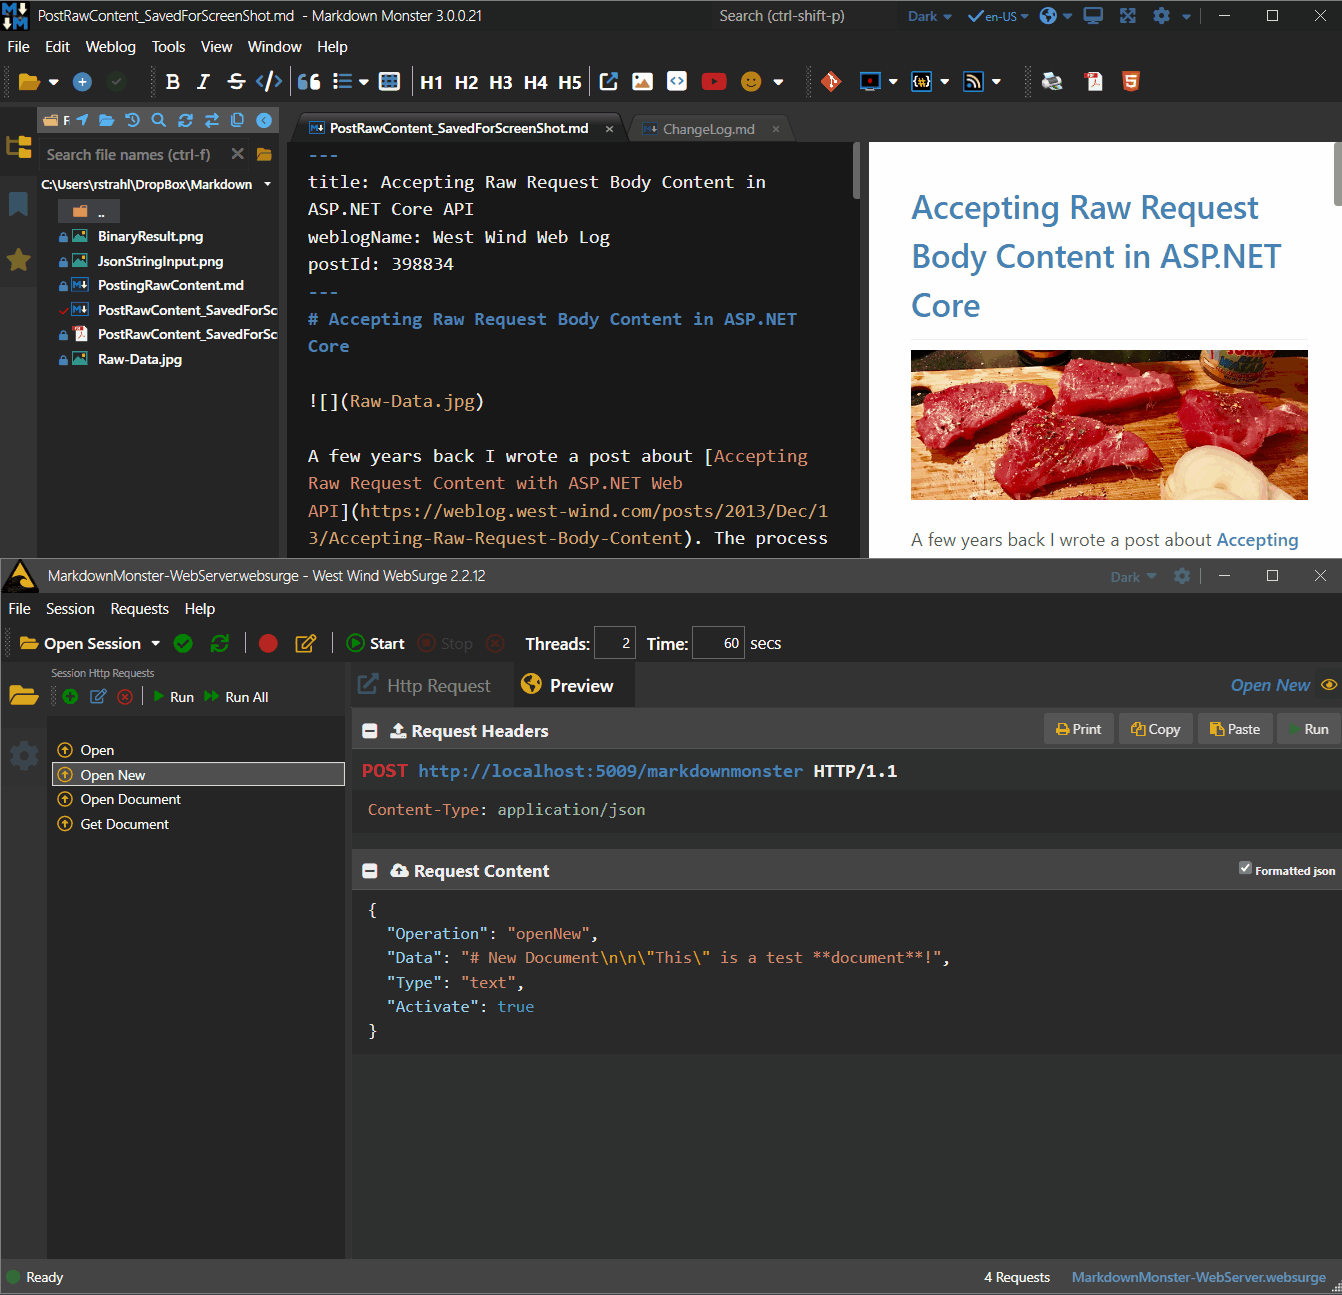 PostRawContent_SavedForScreenShot.md - Markdown Monster 3.0.0.21
Search (ctrl-shift-p)
Dark
en-US
File Edit Weblog Tools View Window Help
B I S </> H1 H2 H3 H4 H5
F
PostRawContent_SavedForScreenShot.md ×
ChangeLog.md ×
Search file names (ctrl-f)
C:\Users\rstrahl\DropBox\Markdown
..
BinaryResult.png
JsonStringInput.png
PostingRawContent.md
PostRawContent_SavedForSc
PostRawContent_SavedForSc
Raw-Data.jpg
---
title: Accepting Raw Request Body Content in
ASP.NET Core API
weblogName: West Wind Web Log
postId: 398834
---
# Accepting Raw Request Body Content in ASP.NET
Core
![](Raw-Data.jpg)
A few years back I wrote a post about [Accepting
Raw Request Content with ASP.NET Web
API](https://weblog.west-wind.com/posts/2013/Dec/1
3/Accepting-Raw-Request-Body-Content). The process
Accepting Raw Request
Body Content in ASP.NET
Core
A few years back I wrote a post about Accepting
MarkdownMonster-WebServer.websurge - West Wind WebSurge 2.2.12
Dark
File Session Requests Help
Open Session
Start
Stop
Threads: 2
Time: 60 secs
Session Http Requests
Run
Run All
Open
Open New
Open Document
Get Document
Http Request
Preview
Open New
Request Headers
Print
Copy
Paste
Run
POST http://localhost:5009/markdownmonster HTTP/1.1
Content-Type: application/json
Request Content
Formatted json
{
"Operation": "openNew",
"Data": "# New Document\n\n\"This\" is a test **document**!",
"Type": "text",
"Activate": true
}
Ready
4 Requests
MarkdownMonster-WebServer.websurge